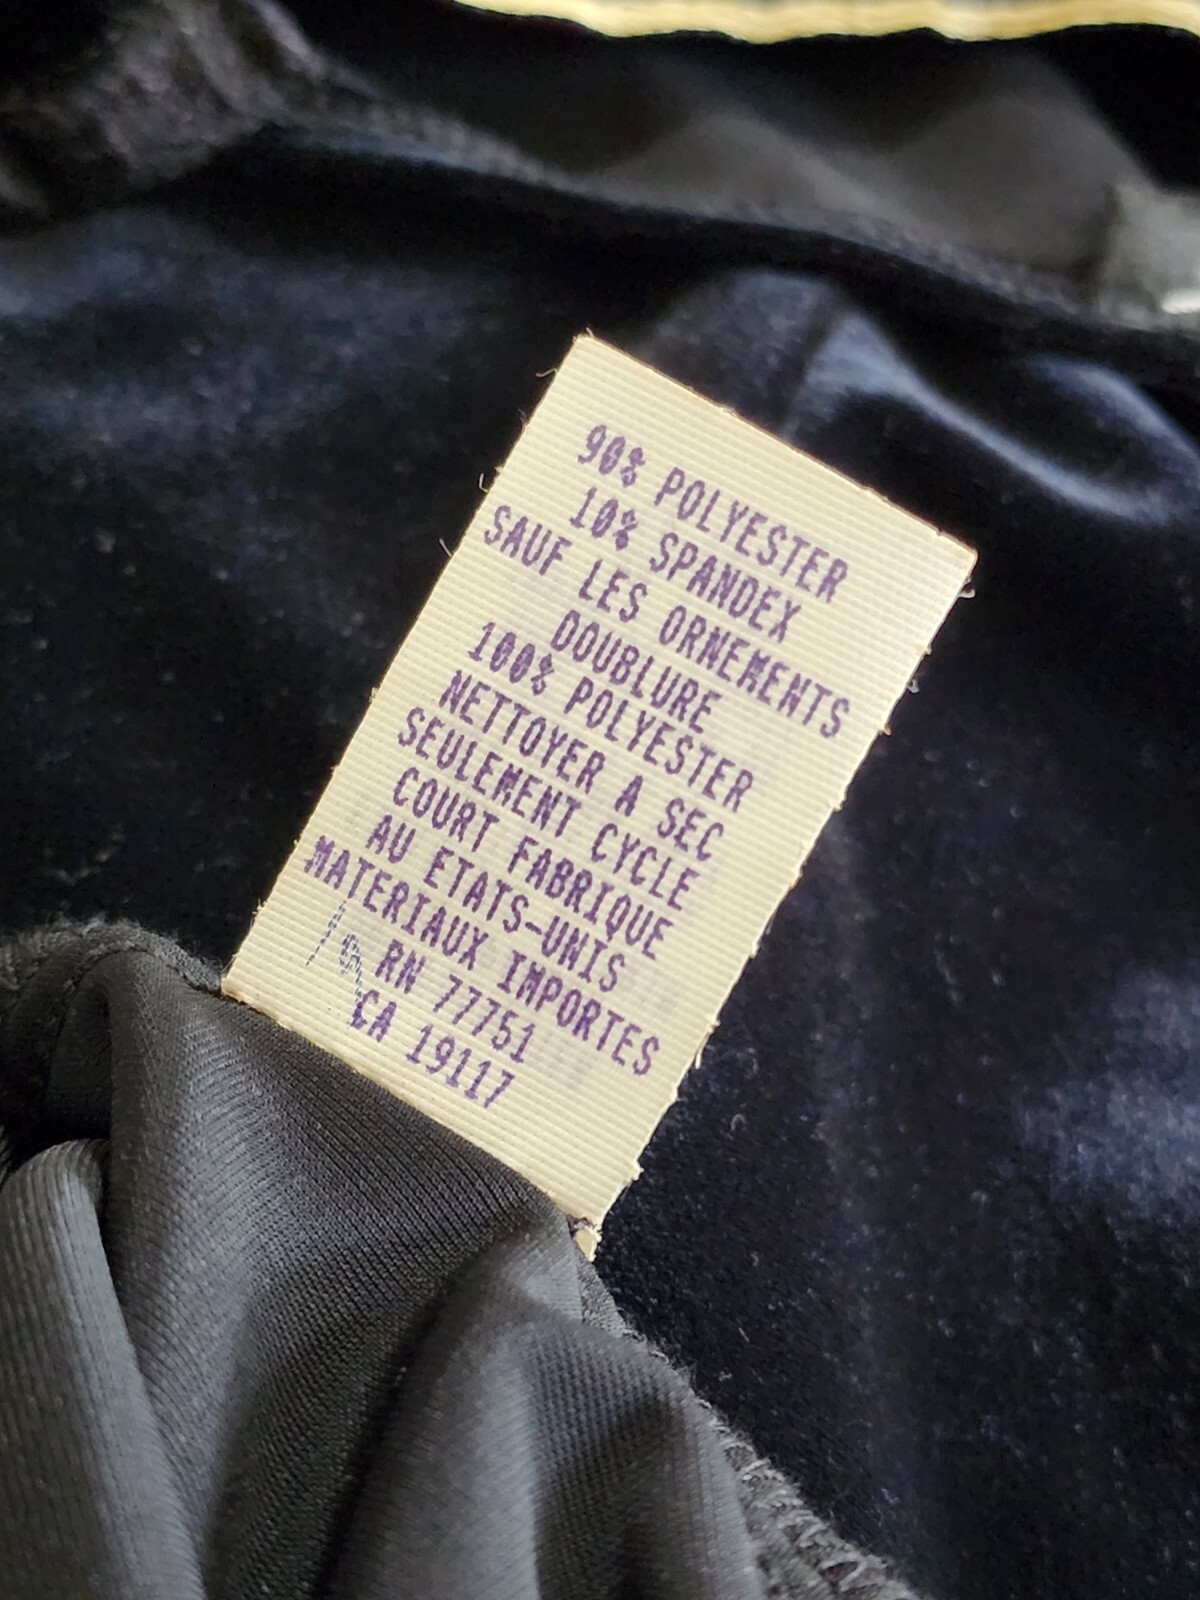 90% POLYESTER
10% SPANDEX
SAUF LES ORNEMENTS
DOUBLURE
100% POLYESTER
NETTOYER A SEC
SEULEMENT CYCLE
COURT FABRIQUE
AU ETATS-UNIS
MATERIAUX IMPORTES
RN 77751
CA 19117